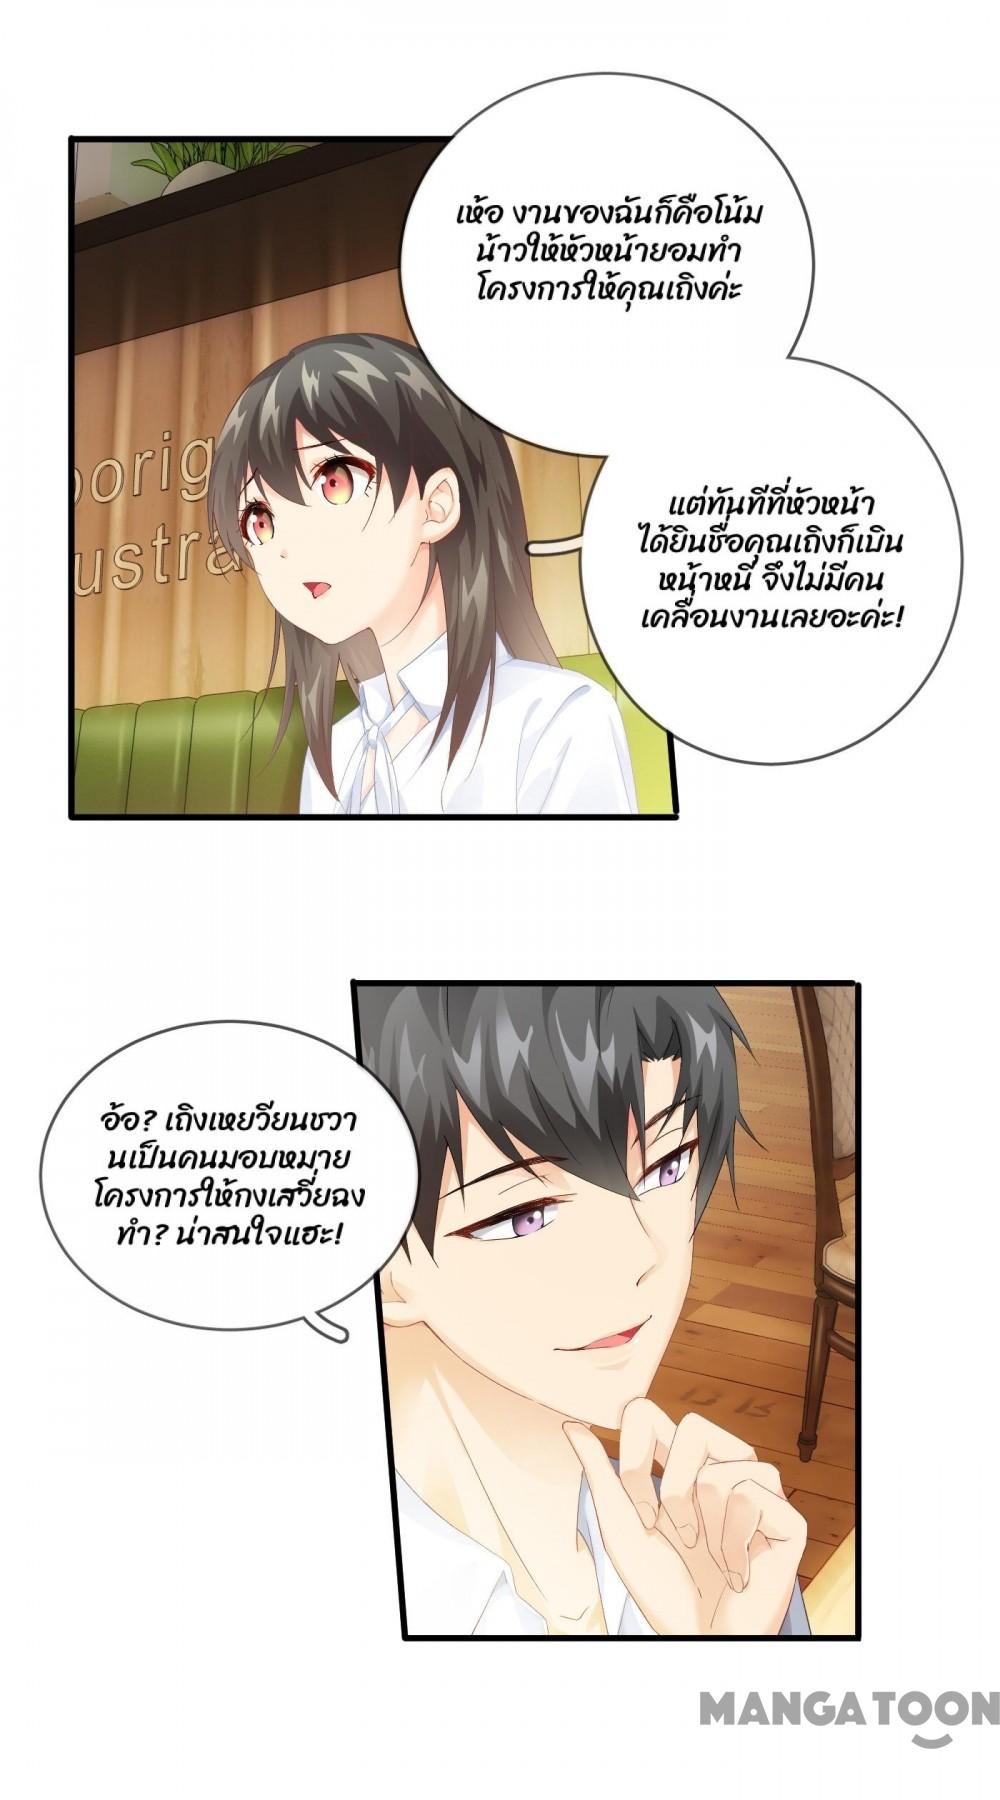 เห้อ งานของฉันก็คือโน้ม
น้าวให้หัวหน้ายอมทำ
โครงการให้คุณเถิงค่ะ
แต่ทันทีที่หัวหน้า
ได้ยินชื่อคุณเถิงก็เบิน
หน้าหนี จึงไม่มีคน
เคลื่อนงานเลยอะค่ะ!
orig
ustra
อ้อ? เถิงเหยวียนชวา
นเป็นคนมอบหมาย
โครงการให้กงเสวี่ยฉง
ทำ? น่าสนใจแฮะ!
MANGATOON